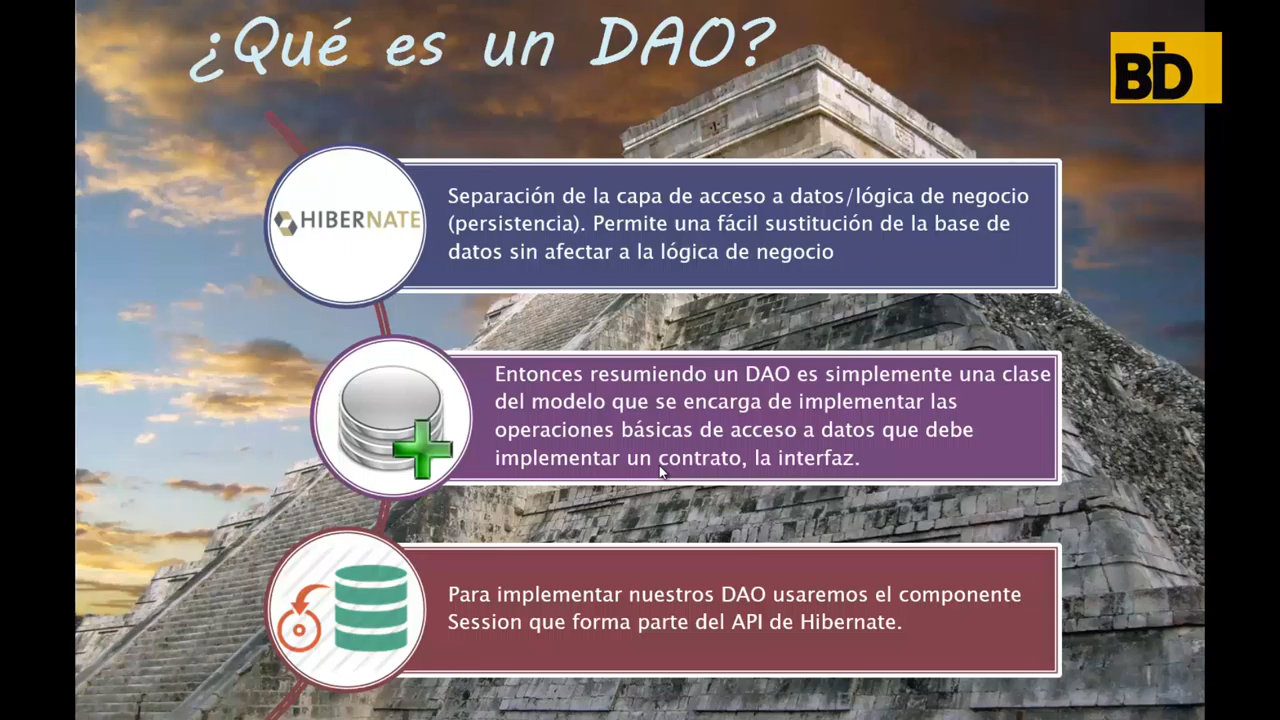 ¿Qué es un DAO?
BID
HIBERNATE
Separación de la capa de acceso a datos/lógica de negocio
(persistencia). Permite una fácil sustitución de la base de
datos sin afectar a la lógica de negocio
Entonces resumiendo un DAO es simplemente una clase
del modelo que se encarga de implementar las
operaciones básicas de acceso a datos que debe
implementar un contrato, la interfaz.
Para implementar nuestros DAO usaremos el componente
Session que forma parte del API de Hibernate.